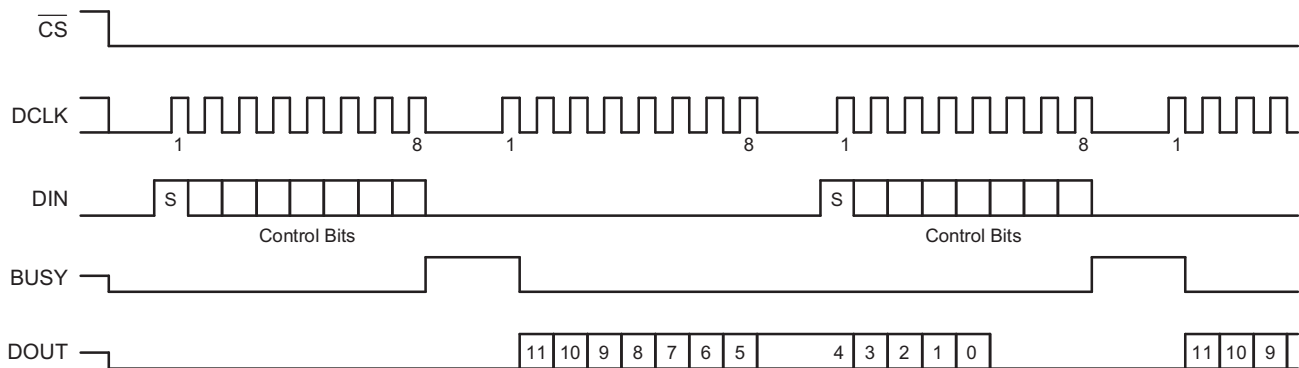 CS
DCLK
1 8 1 8 1 8 1
DIN
S S
Control Bits Control Bits
BUSY
DOUT
11 10 9 8 7 6 5 4 3 2 1 0 11 10 9